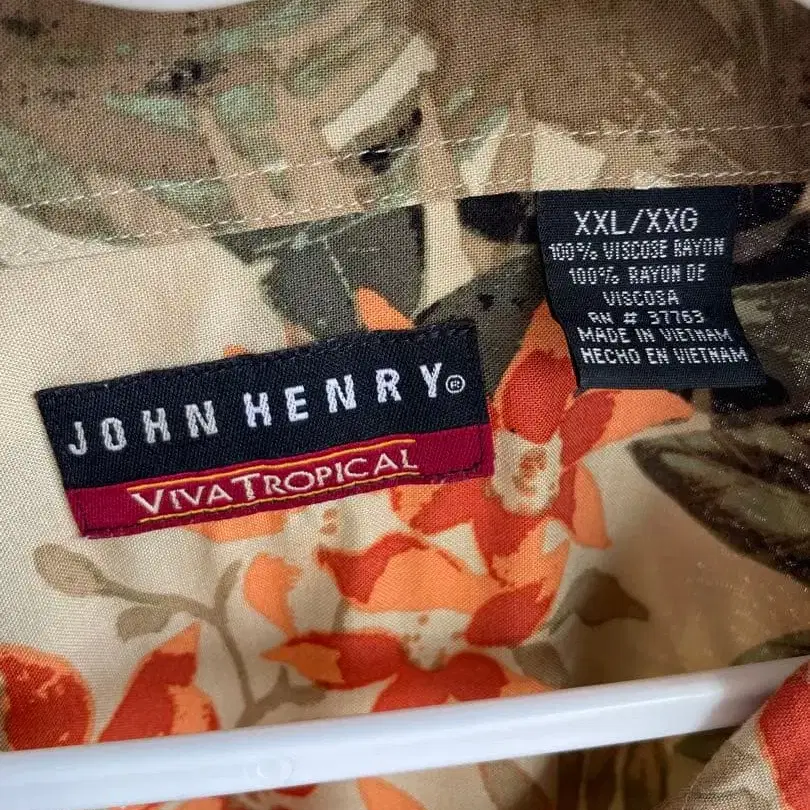 JOHN HENRY®
VIVA TROPICAL
XXL/XXG
100% VISCOSE RAYON
100% RAYON DE
VISCOSA
RN # 37763
MADE IN VIETNAM
HECHO EN VIETNAM